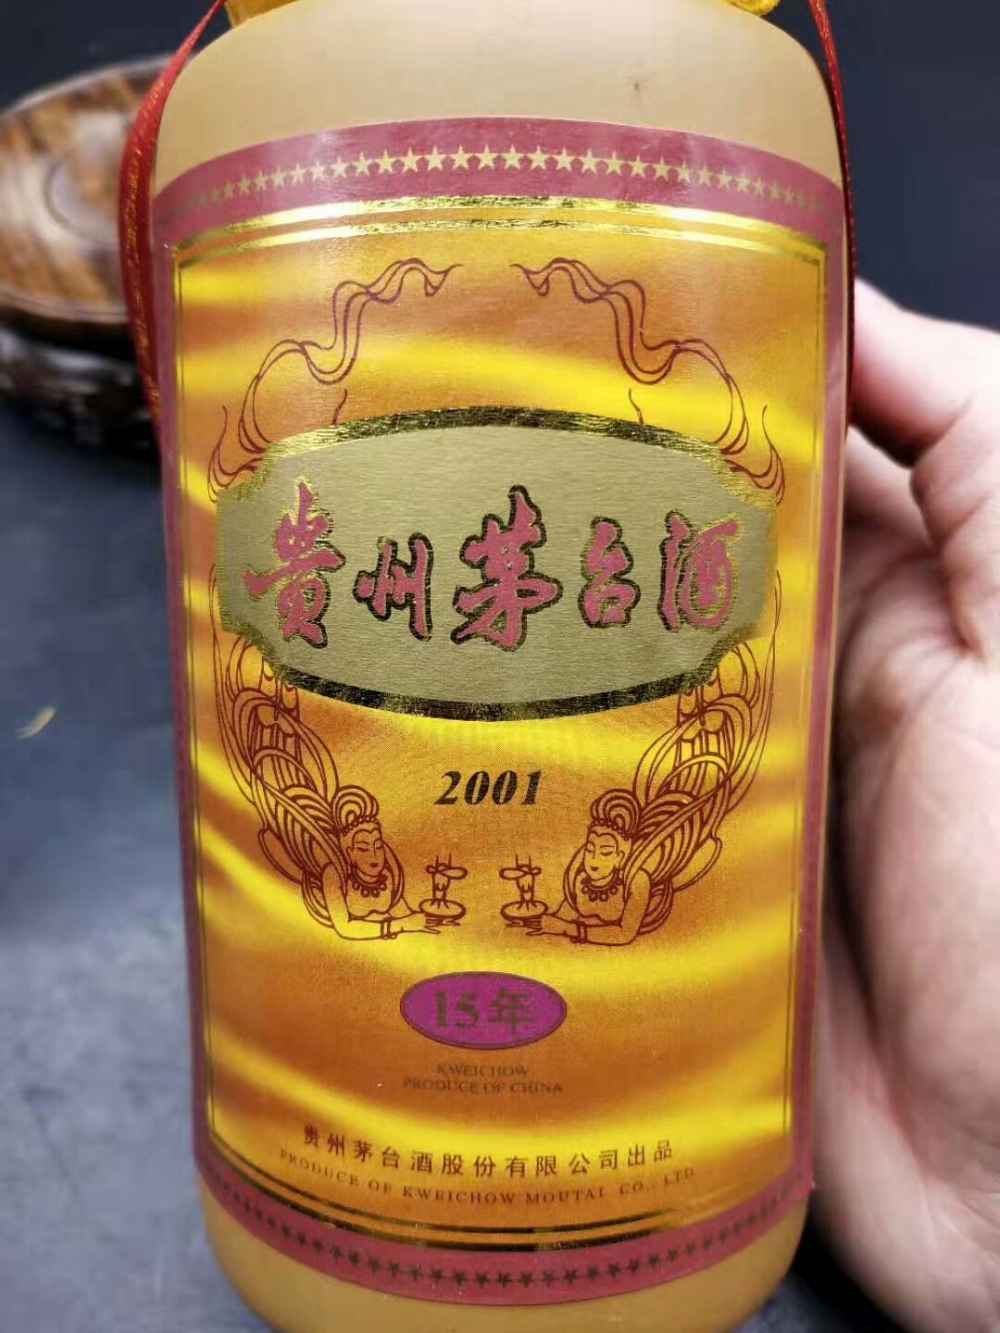 贵州茅台酒
2001
15年
KWEICHOW
PRODUCE OF CHINA
贵州茅台酒股份有限公司出品
PRODUCE OF KWEICHOW MOUTAI CO., LTD.